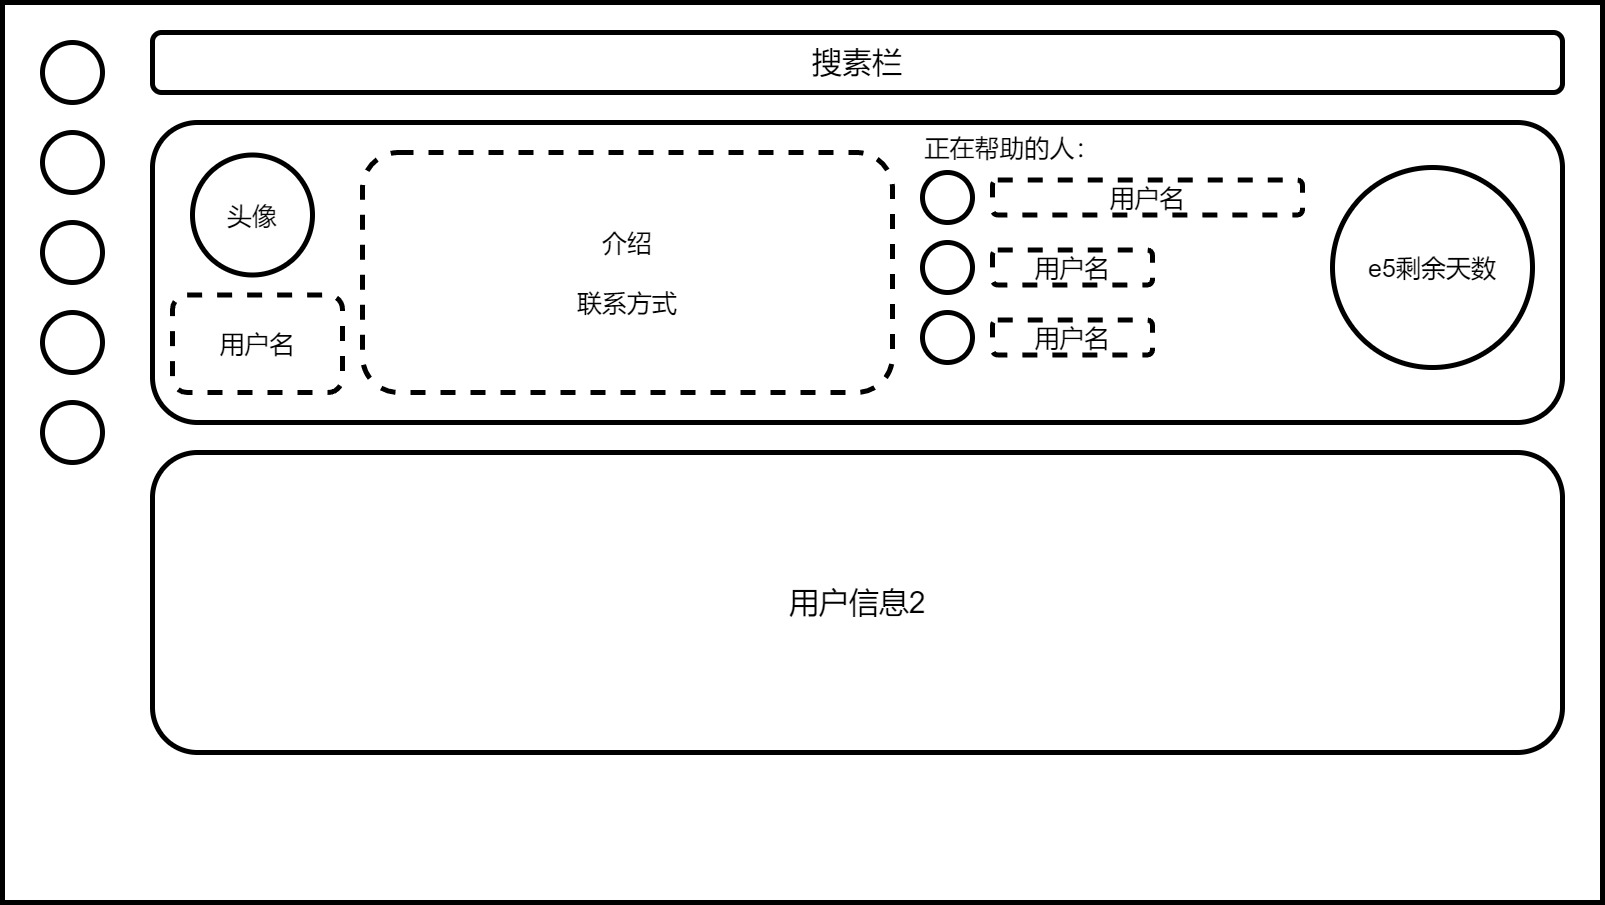 搜素栏
头像
用户名
介绍
联系方式
正在帮助的人：
用户名
用户名
用户名
e5剩余天数
用户信息2